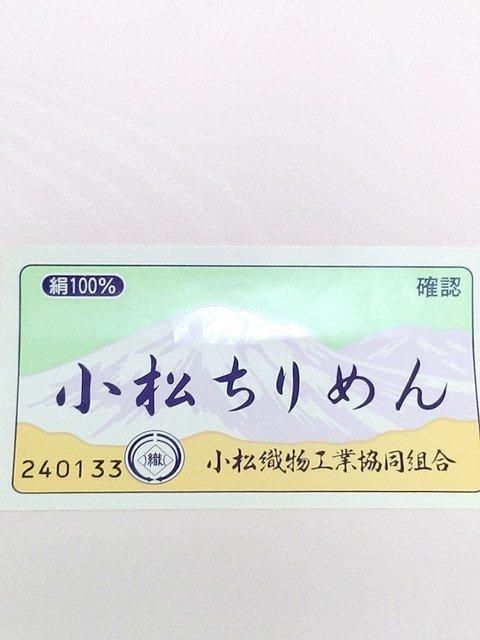 絹100%
確認
小松ちりめん
240133
織
小松織物工業協同組合